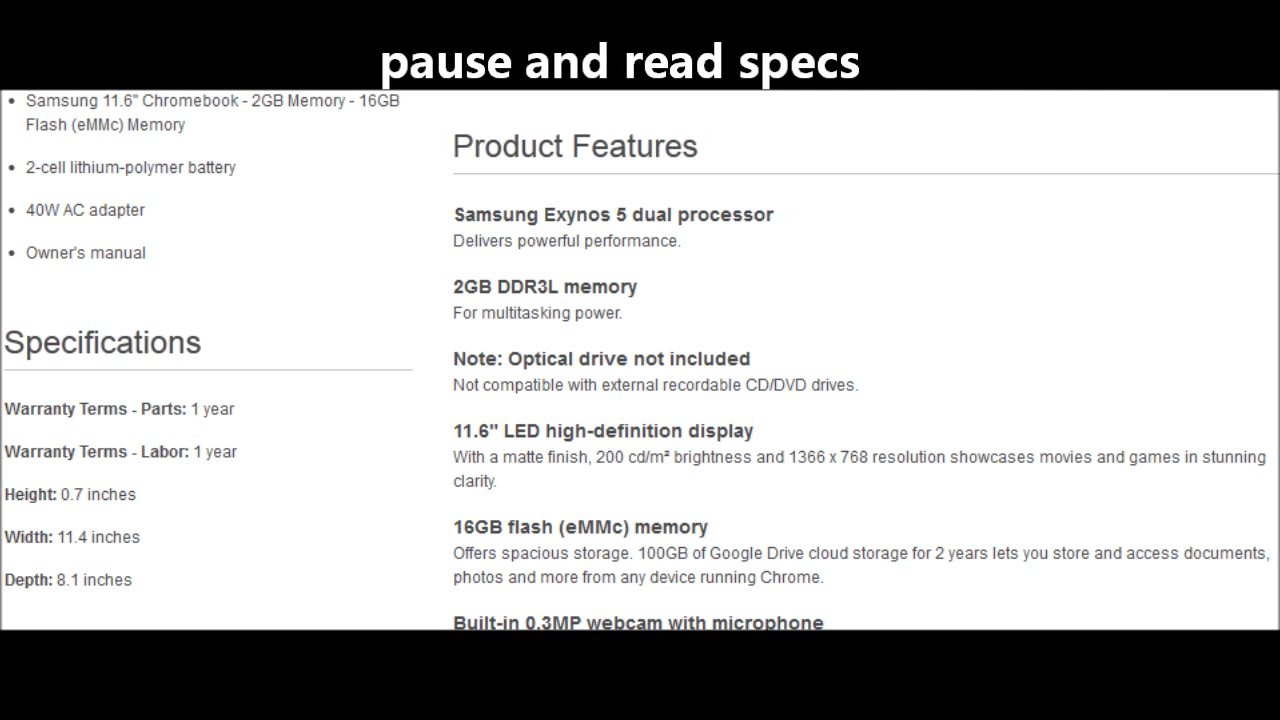 pause and read specs
Samsung 11.6" Chromebook - 2GB Memory - 16GB
Flash (eMMc) Memory
2-cell lithium-polymer battery
40W AC adapter
Owner's manual
Specifications
Warranty Terms - Parts: 1 year
Warranty Terms - Labor: 1 year
Height: 0.7 inches
Width: 11.4 inches
Depth: 8.1 inches
Product Features
Samsung Exynos 5 dual processor
Delivers powerful performance.
2GB DDR3L memory
For multitasking power.
Note: Optical drive not included
Not compatible with external recordable CD/DVD drives.
11.6" LED high-definition display
With a matte finish, 200 cd/m² brightness and 1366 x 768 resolution showcases movies and games in stunning
clarity.
16GB flash (eMMc) memory
Offers spacious storage. 100GB of Google Drive cloud storage for 2 years lets you store and access documents,
photos and more from any device running Chrome.
Built-in 0.3MP webcam with microphone